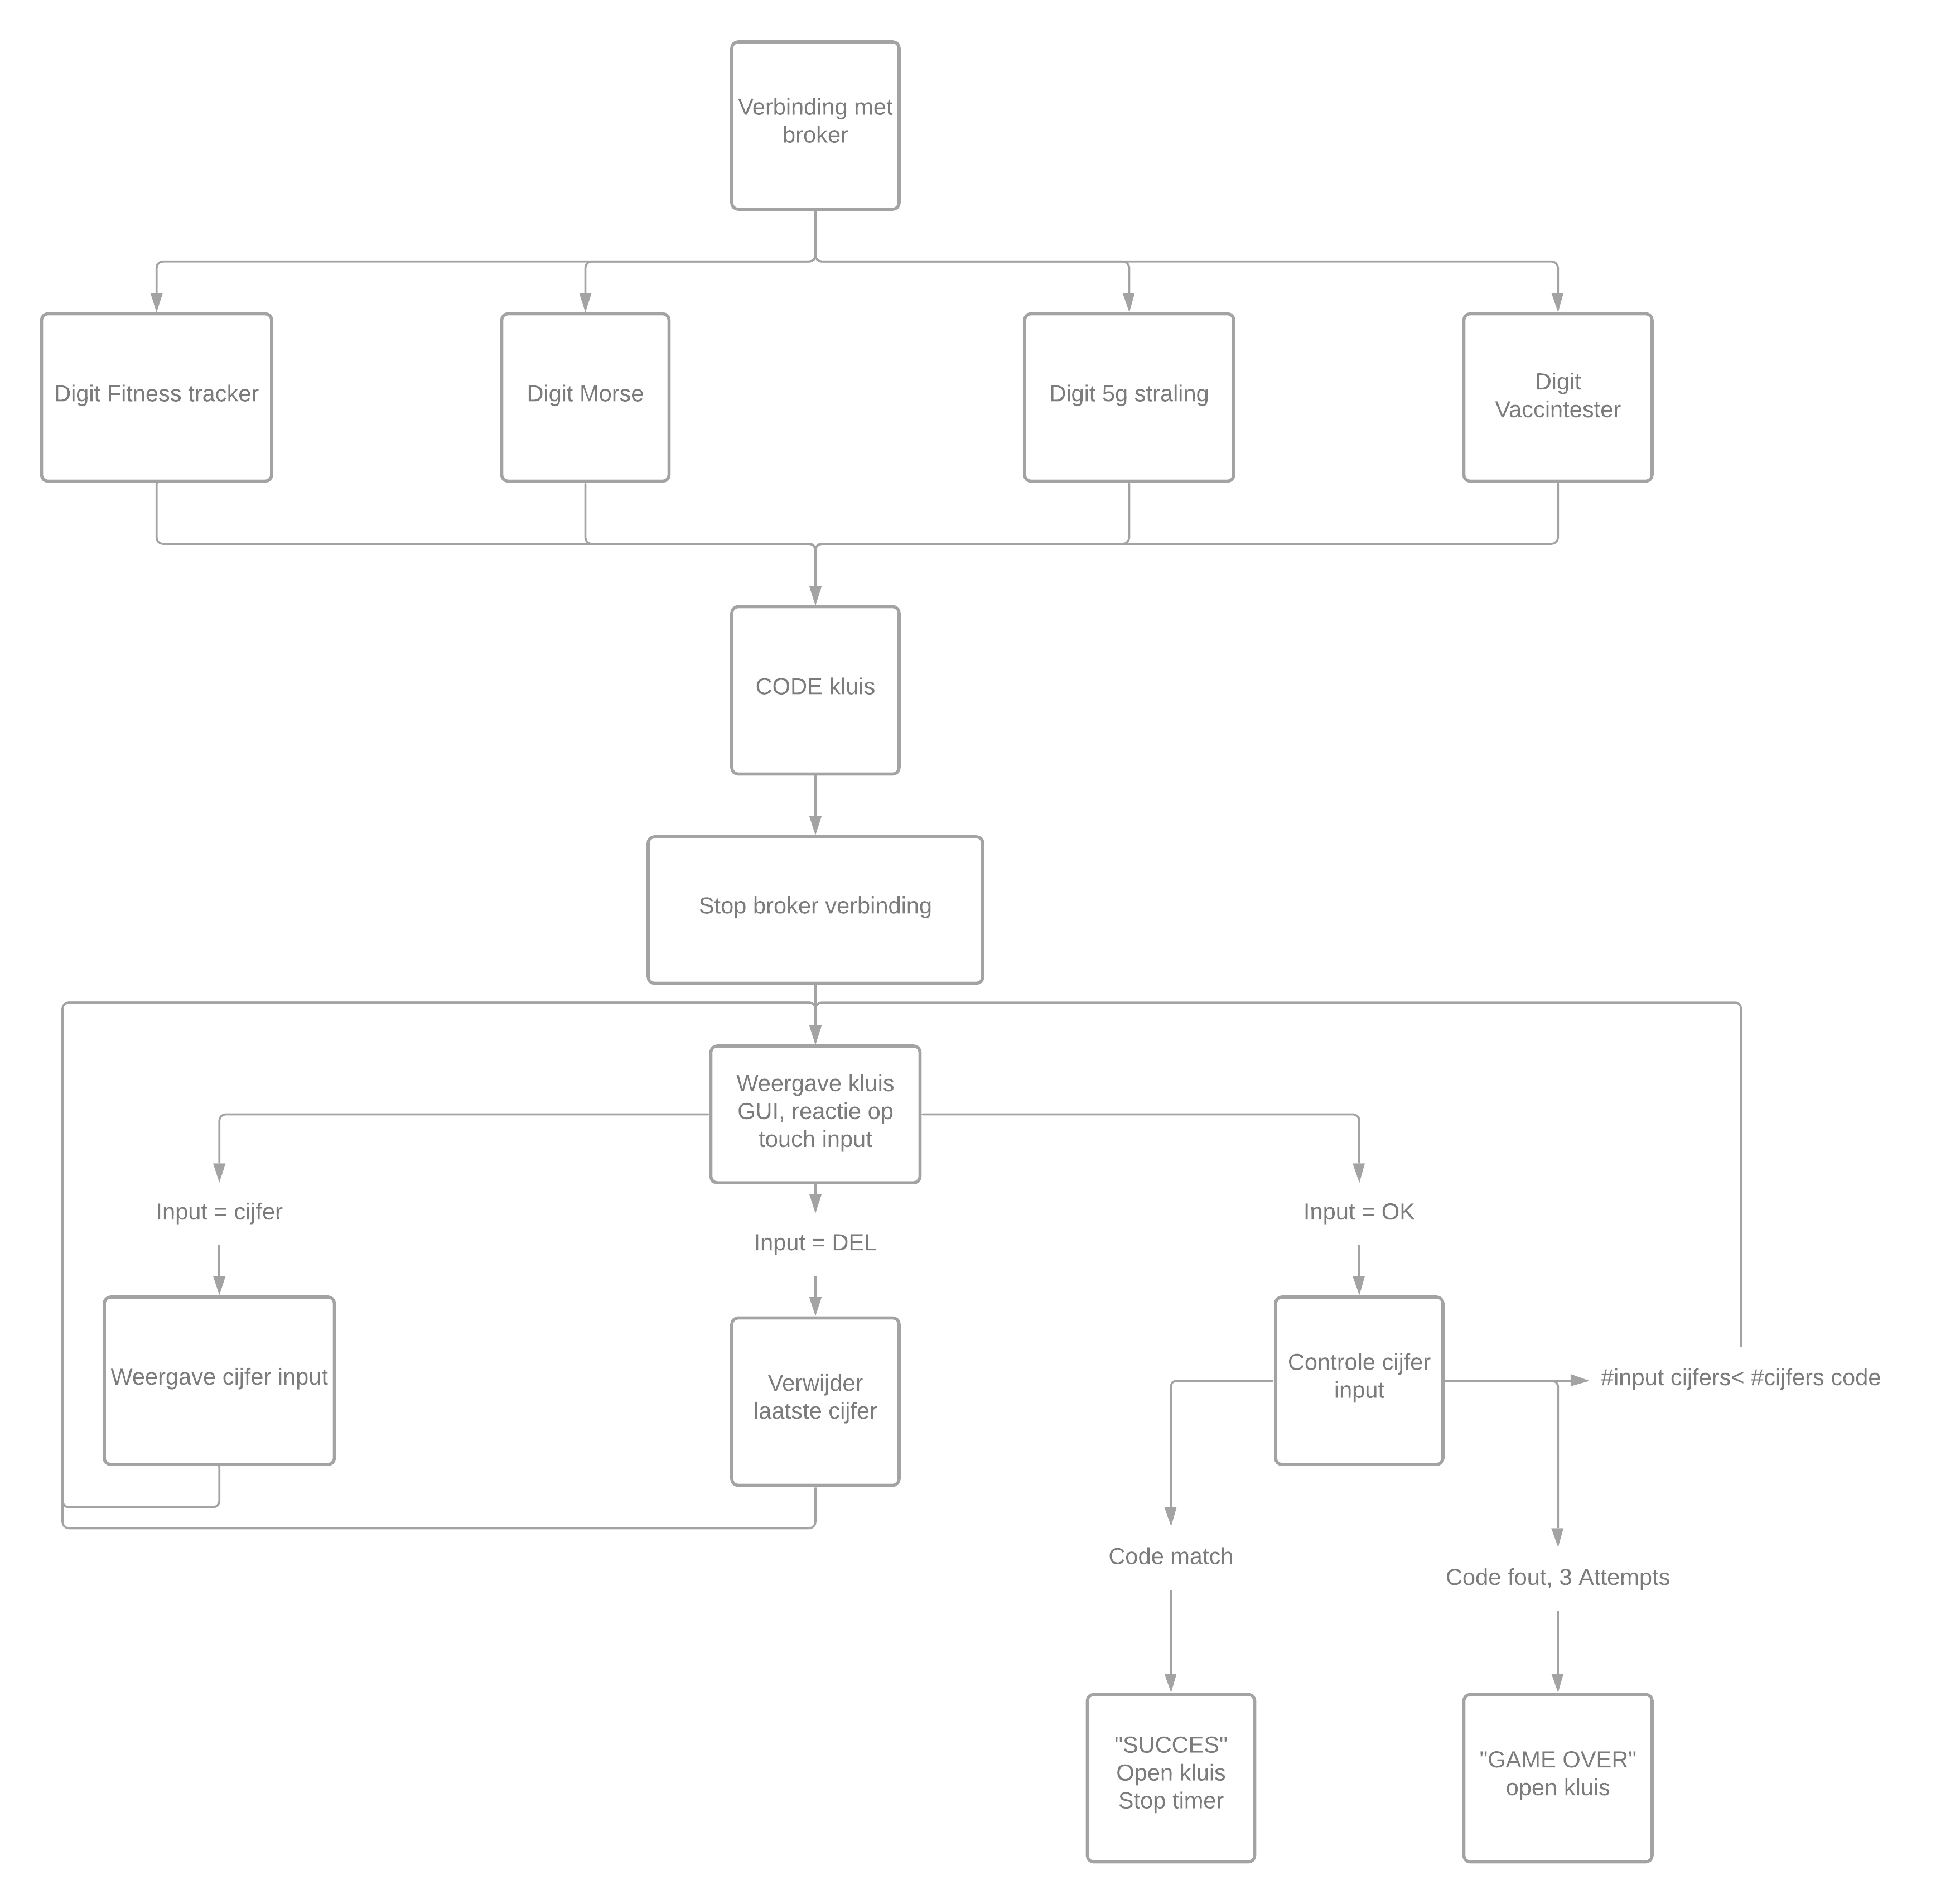 Verbinding met
broker
Digit Fitness tracker
Digit Morse
Digit 5g straling
Digit
Vaccintester
CODE kluis
Stop broker verbinding
Weergave kluis
GUI, reactie op
touch input
Input = cijfer
Input = DEL
Input = OK
Weergave cijfer input
Verwijder
laatste cijfer
Controle cijfer
input
#input cijfers< #cijfers code
Code match
Code fout, 3 Attempts
"SUCCES"
Open kluis
Stop timer
"GAME OVER"
open kluis